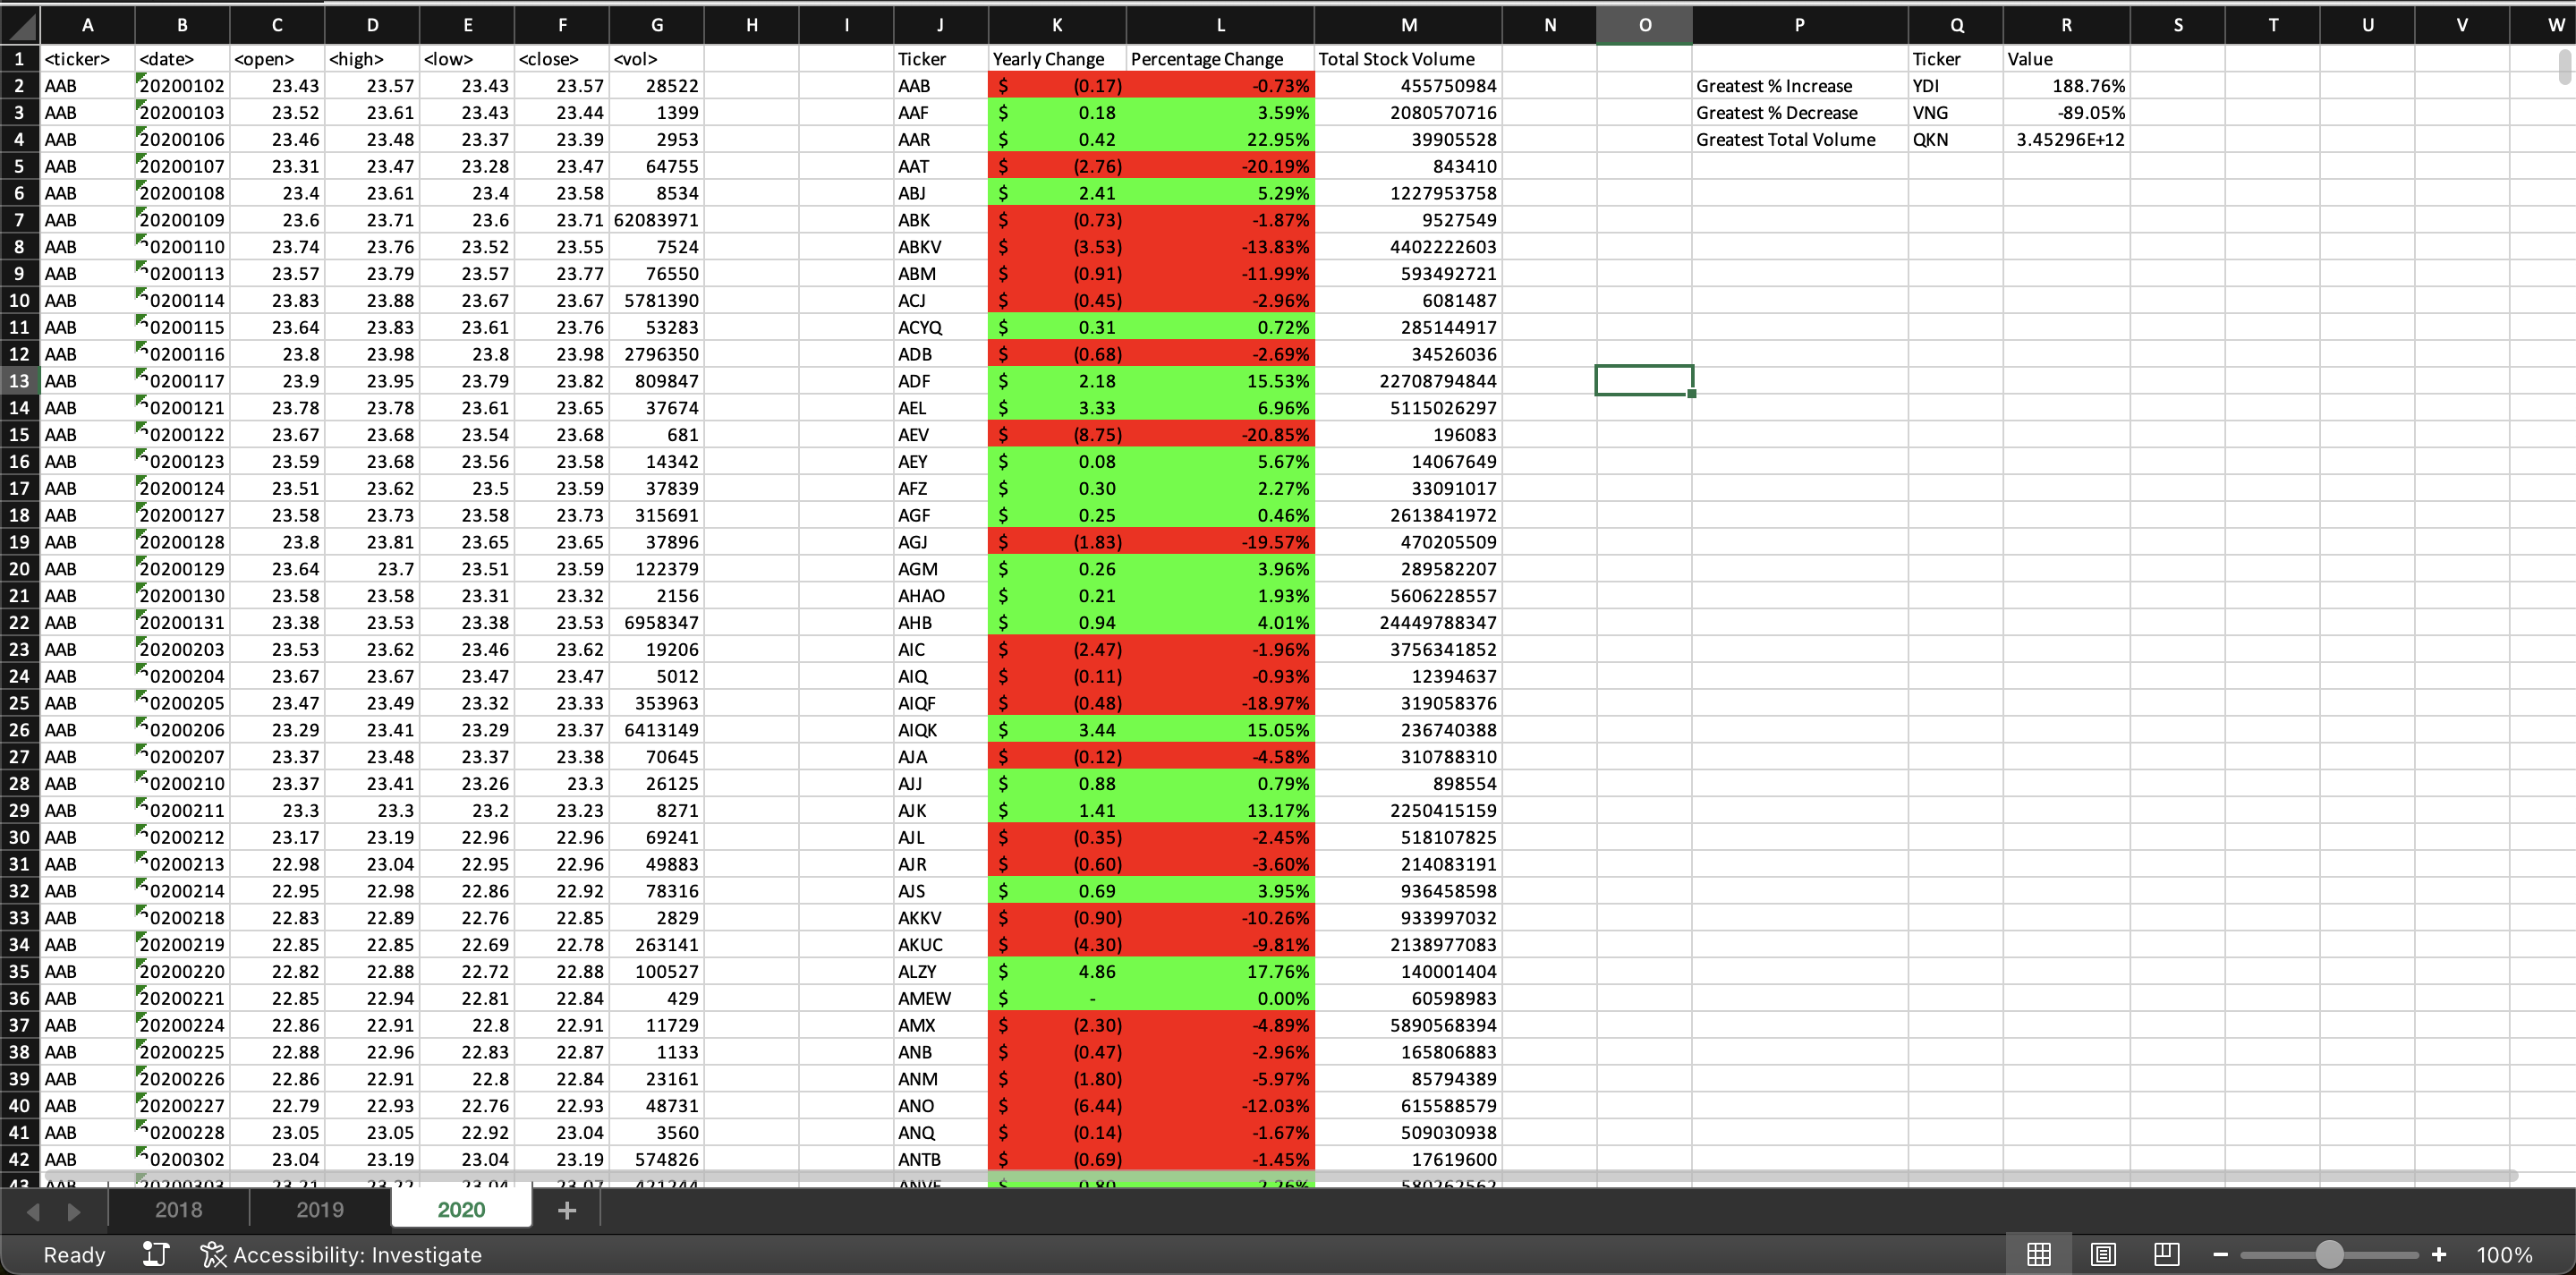 A B C D E F G H I J K L M N O P Q R S T U V W
1 <ticker> <date> <open> <high> <low> <close> <vol> Ticker Yearly Change Percentage Change Total Stock Volume Ticker Value
2 AAB 20200102 23.43 23.57 23.43 23.57 28522 AAB $ (0.17) -0.73% 455750984 Greatest % Increase YDI 188.76%
3 AAB 20200103 23.52 23.61 23.43 23.44 1399 AAF $ 0.18 3.59% 2080570716 Greatest % Decrease VNG -89.05%
4 AAB 20200106 23.46 23.48 23.37 23.39 2953 AAR $ 0.42 22.95% 39905528 Greatest Total Volume QKN 3.45296E+12
5 AAB 20200107 23.31 23.47 23.28 23.47 64755 AAT $ (2.76) -20.19% 843410
6 AAB 20200108 23.4 23.61 23.4 23.58 8534 ABJ $ 2.41 5.29% 1227953758
7 AAB 20200109 23.6 23.71 23.6 23.71 62083971 ABK $ (0.73) -1.87% 9527549
8 AAB 20200110 23.74 23.76 23.52 23.55 7524 ABKV $ (3.53) -13.83% 4402222603
9 AAB 20200113 23.57 23.79 23.57 23.77 76550 ABM $ (0.91) -11.99% 593492721
10 AAB 20200114 23.83 23.88 23.67 23.67 5781390 ACJ $ (0.45) -2.96% 6081487
11 AAB 20200115 23.64 23.83 23.61 23.76 53283 ACYQ $ 0.31 0.72% 285144917
12 AAB 20200116 23.8 23.98 23.8 23.98 2796350 ADB $ (0.68) -2.69% 34526036
13 AAB 20200117 23.9 23.95 23.79 23.82 809847 ADF $ 2.18 15.53% 22708794844
14 AAB 20200121 23.78 23.78 23.61 23.65 37674 AEL $ 3.33 6.96% 5115026297
15 AAB 20200122 23.67 23.68 23.54 23.68 681 AEV $ (8.75) -20.85% 196083
16 AAB 20200123 23.59 23.68 23.56 23.58 14342 AEY $ 0.08 5.67% 14067649
17 AAB 20200124 23.51 23.62 23.5 23.59 37839 AFZ $ 0.30 2.27% 33091017
18 AAB 20200127 23.58 23.73 23.58 23.73 315691 AGF $ 0.25 0.46% 2613841972
19 AAB 20200128 23.8 23.81 23.65 23.65 37896 AGJ $ (1.83) -19.57% 470205509
20 AAB 20200129 23.64 23.7 23.51 23.59 122379 AGM $ 0.26 3.96% 289582207
21 AAB 20200130 23.58 23.58 23.31 23.32 2156 AHAO $ 0.21 1.93% 5606228557
22 AAB 20200131 23.38 23.53 23.38 23.53 6958347 AHB $ 0.94 4.01% 24449788347
23 AAB 20200203 23.53 23.62 23.46 23.62 19206 AIC $ (2.47) -1.96% 3756341852
24 AAB 20200204 23.67 23.67 23.47 23.47 5012 AIQ $ (0.11) -0.93% 12394637
25 AAB 20200205 23.47 23.49 23.32 23.33 353963 AIQF $ (0.48) -18.97% 319058376
26 AAB 20200206 23.29 23.41 23.29 23.37 6413149 AIQK $ 3.44 15.05% 236740388
27 AAB 20200207 23.37 23.48 23.37 23.38 70645 AJA $ (0.12) -4.58% 310788310
28 AAB 20200210 23.37 23.41 23.26 23.3 26125 AJJ $ 0.88 0.79% 898554
29 AAB 20200211 23.3 23.3 23.2 23.23 8271 AJK $ 1.41 13.17% 2250415159
30 AAB 20200212 23.17 23.19 22.96 22.96 69241 AJL $ (0.35) -2.45% 518107825
31 AAB 20200213 22.98 23.04 22.95 22.96 49883 AJR $ (0.60) -3.60% 214083191
32 AAB 20200214 22.95 22.98 22.86 22.92 78316 AJS $ 0.69 3.95% 936458598
33 AAB 20200218 22.83 22.89 22.76 22.85 2829 AKKV $ (0.90) -10.26% 933997032
34 AAB 20200219 22.85 22.85 22.69 22.78 263141 AKUC $ (4.30) -9.81% 2138977083
35 AAB 20200220 22.82 22.88 22.72 22.88 100527 ALZY $ 4.86 17.76% 140001404
36 AAB 20200221 22.85 22.94 22.81 22.84 429 AMEW $ - 0.00% 60598983
37 AAB 20200224 22.86 22.91 22.8 22.91 11729 AMX $ (2.30) -4.89% 5890568394
38 AAB 20200225 22.88 22.96 22.83 22.87 1133 ANB $ (0.47) -2.96% 165806883
39 AAB 20200226 22.86 22.91 22.8 22.84 23161 ANM $ (1.80) -5.97% 85794389
40 AAB 20200227 22.79 22.93 22.76 22.93 48731 ANO $ (6.44) -12.03% 615588579
41 AAB 20200228 23.05 23.05 22.92 23.04 3560 ANQ $ (0.14) -1.67% 509030938
42 AAB 20200302 23.04 23.19 23.04 23.19 574826 ANTB $ (0.69) -1.45% 17619600
2018 2019 2020 +
Ready Accessibility: Investigate 100%